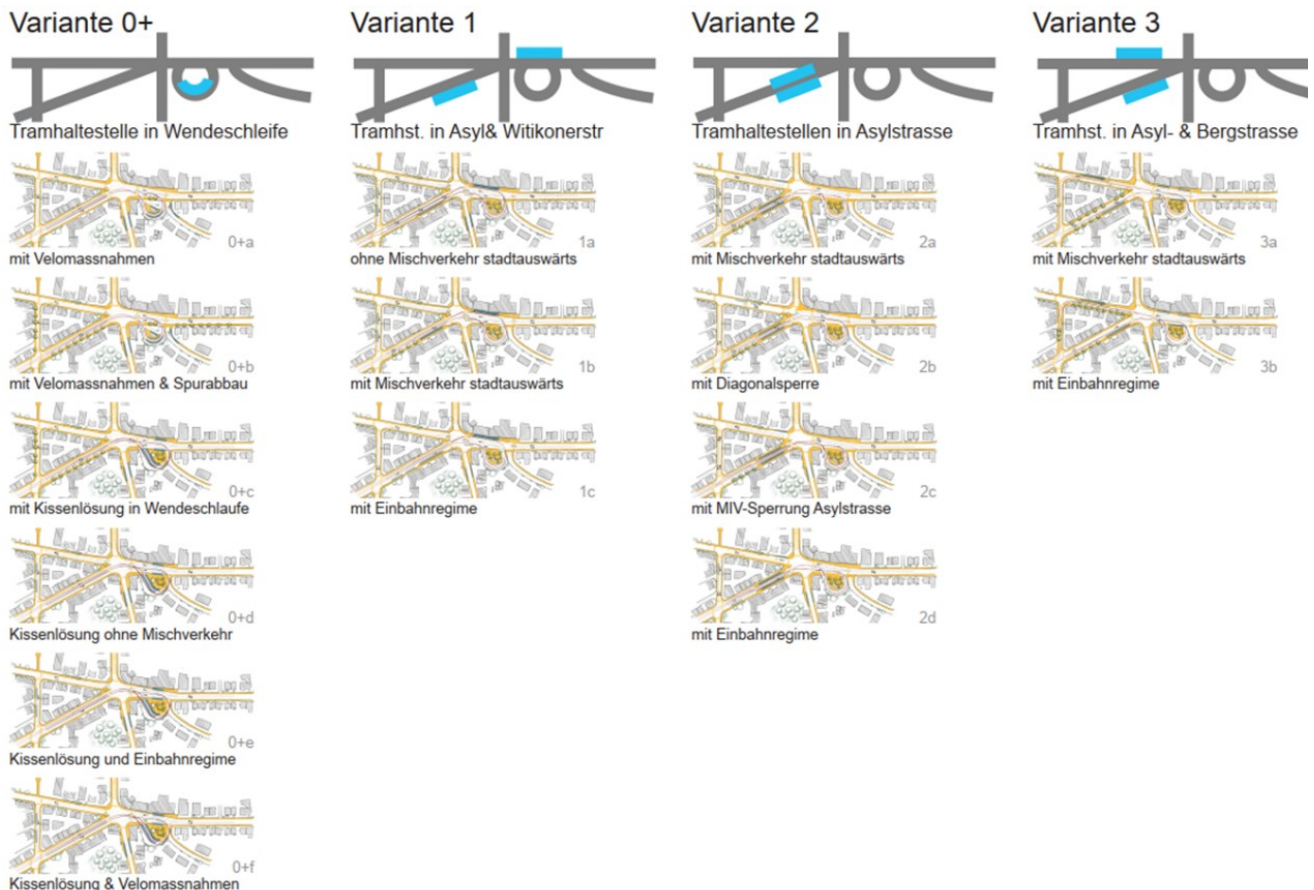 Variante 0+
Tramhaltestelle in Wendeschleife
0+a
mit Velomassnahmen
0+b
mit Velomassnahmen & Spurabbau
0+c
mit Kissenlösung in Wendeschlaufe
0+d
Kissenlösung ohne Mischverkehr
0+e
Kissenlösung und Einbahnregime
0+f
Kissenlösung & Velomassnahmen
Variante 1
Tramhst. in Asyl& Witikonerstr
1a
ohne Mischverkehr stadtauswärts
1b
mit Mischverkehr stadtauswärts
1c
mit Einbahnregime
Variante 2
Tramhaltestellen in Asylstrasse
2a
mit Mischverkehr stadtauswärts
2b
mit Diagonalsperre
2c
mit MIV-Sperrung Asylstrasse
2d
mit Einbahnregime
Variante 3
Tramhst. in Asyl- & Bergstrasse
3a
mit Mischverkehr stadtauswärts
3b
mit Einbahnregime